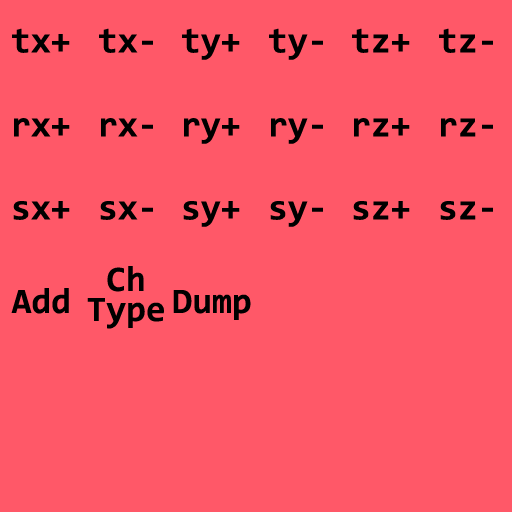 tx+ tx- ty+ ty- tz+ tz-
rx+ rx- ry+ ry- rz+ rz-
sx+ sx- sy+ sy- sz+ sz-
Add Ch Type Dump